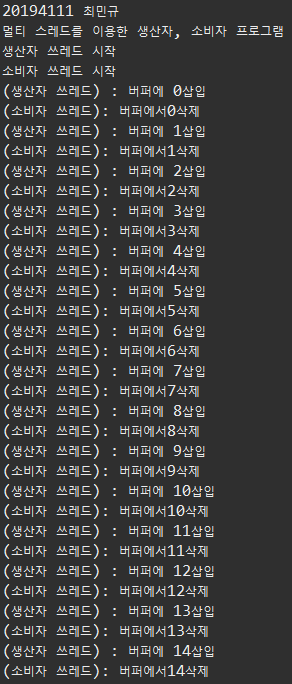 20194111 최민규
멀티 스레드를 이용한 생산자, 소비자 프로그램
생산자 쓰레드 시작
소비자 쓰레드 시작
(생산자 쓰레드) : 버퍼에 0삽입
(소비자 쓰레드): 버퍼에서0삭제
(생산자 쓰레드) : 버퍼에 1삽입
(소비자 쓰레드): 버퍼에서1삭제
(생산자 쓰레드) : 버퍼에 2삽입
(소비자 쓰레드): 버퍼에서2삭제
(생산자 쓰레드) : 버퍼에 3삽입
(소비자 쓰레드): 버퍼에서3삭제
(생산자 쓰레드) : 버퍼에 4삽입
(소비자 쓰레드): 버퍼에서4삭제
(생산자 쓰레드) : 버퍼에 5삽입
(소비자 쓰레드): 버퍼에서5삭제
(생산자 쓰레드) : 버퍼에 6삽입
(소비자 쓰레드): 버퍼에서6삭제
(생산자 쓰레드) : 버퍼에 7삽입
(소비자 쓰레드): 버퍼에서7삭제
(생산자 쓰레드) : 버퍼에 8삽입
(소비자 쓰레드): 버퍼에서8삭제
(생산자 쓰레드) : 버퍼에 9삽입
(소비자 쓰레드): 버퍼에서9삭제
(생산자 쓰레드) : 버퍼에 10삽입
(소비자 쓰레드): 버퍼에서10삭제
(생산자 쓰레드) : 버퍼에 11삽입
(소비자 쓰레드): 버퍼에서11삭제
(생산자 쓰레드) : 버퍼에 12삽입
(소비자 쓰레드): 버퍼에서12삭제
(생산자 쓰레드) : 버퍼에 13삽입
(소비자 쓰레드): 버퍼에서13삭제
(생산자 쓰레드) : 버퍼에 14삽입
(소비자 쓰레드): 버퍼에서14삭제